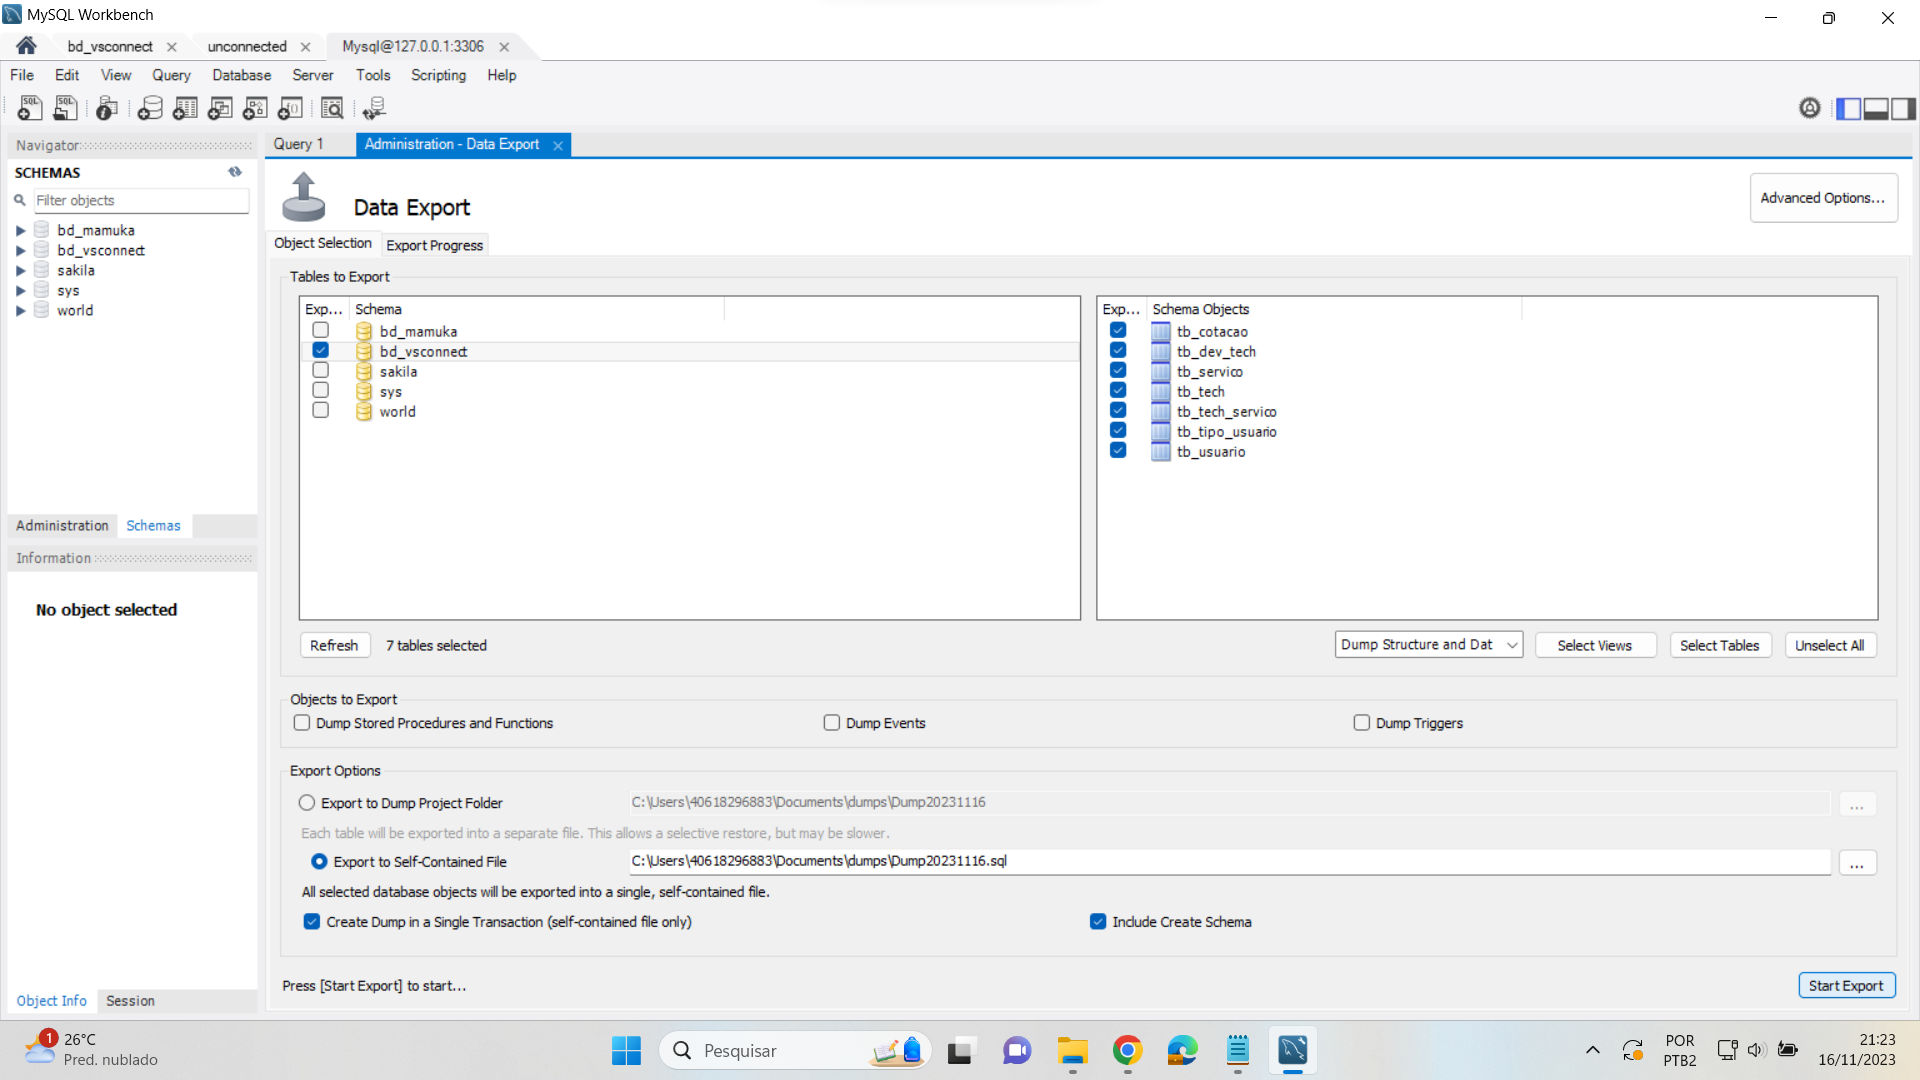 MySQL Workbench
bd_vsconnect
unconnected
Mysql@127.0.0.1:3306
File Edit View Query Database Server Tools Scripting Help
Navigator
Query 1
Administration - Data Export
SCHEMAS
Filter objects
bd_mamuka
bd_vsconnect
sakila
sys
world
Data Export
Advanced Options...
Object Selection
Export Progress
Tables to Export
Exp... Schema
bd_mamuka
bd_vsconnect
sakila
sys
world
Exp... Schema Objects
tb_cotacao
tb_dev_tech
tb_servico
tb_tech
tb_tech_servico
tb_tipo_usuario
tb_usuario
Administration Schemas
Information
No object selected
Refresh
7 tables selected
Dump Structure and Dat
Select Views
Select Tables
Unselect All
Objects to Export
Dump Stored Procedures and Functions
Dump Events
Dump Triggers
Export Options
Export to Dump Project Folder
C:\Users\40618296883\Documents\dumps\Dump20231116
...
Each table will be exported into a separate file. This allows a selective restore, but may be slower.
Export to Self-Contained File
C:\Users\40618296883\Documents\dumps\Dump20231116.sql
...
All selected database objects will be exported into a single, self-contained file.
Create Dump in a Single Transaction (self-contained file only)
Include Create Schema
Press [Start Export] to start...
Start Export
Object Info Session
1
26°C
Pred. nublado
Pesquisar
POR
PTB2
21:23
16/11/2023